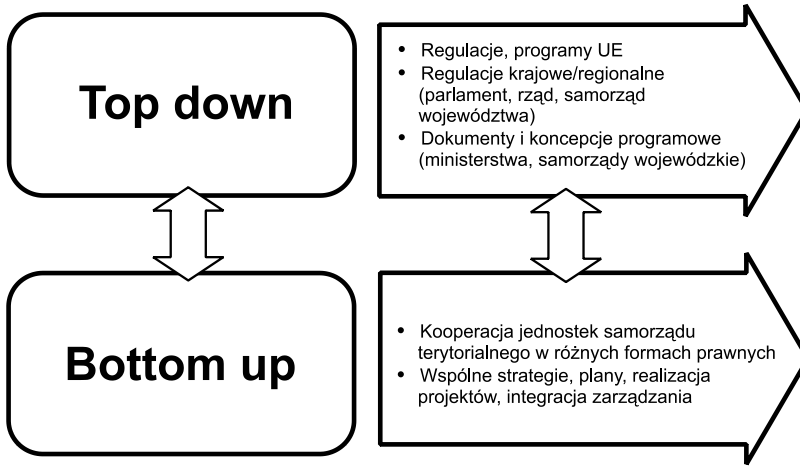 Top down
• Regulacje, programy UE
• Regulacje krajowe/regionalne
(parlament, rząd, samorząd
województwa)
• Dokumenty i koncepcje programowe
(ministerstwa, samorządy wojewódzkie)
Bottom up
• Kooperacja jednostek samorządu
terytorialnego w różnych formach prawnych
• Wspólne strategie, plany, realizacja
projektów, integracja zarządzania